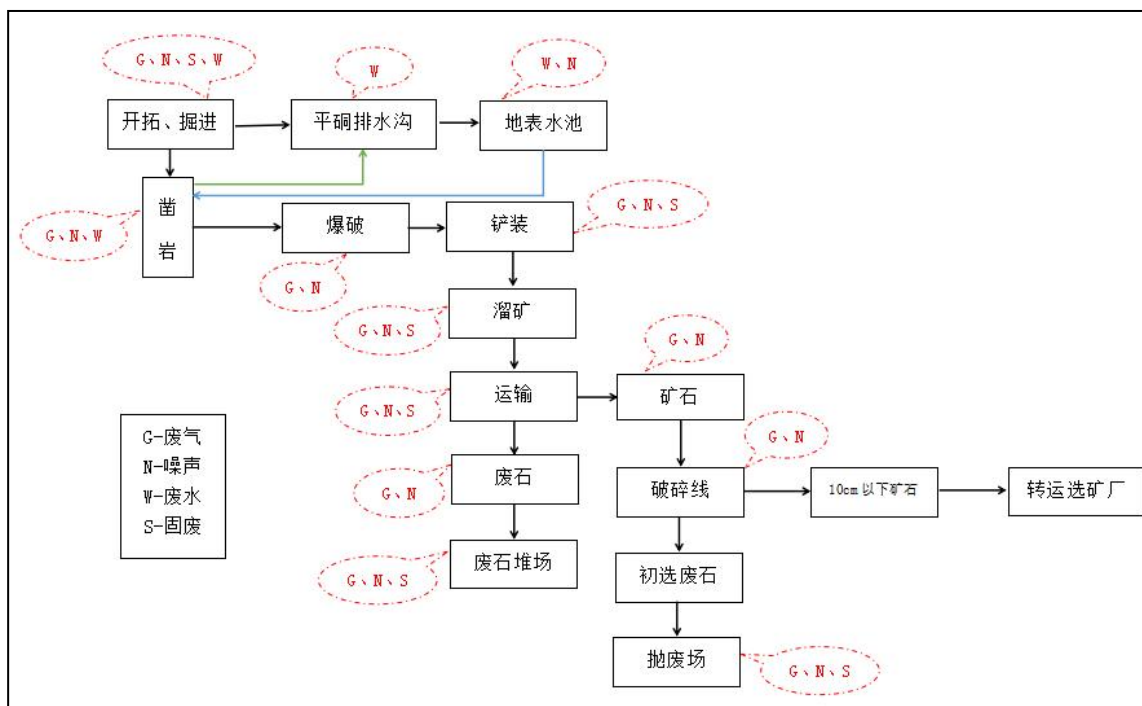 G、N、S、W
W
W、N
开拓、掘进
平硐排水沟
地表水池
凿岩
G、N、W
爆破
铲装
G、N、S
G、N
溜矿
G、N、S
G、N
运输
G、N、S
矿石
G-废气
N-噪声
W-废水
S-固废
G、N
废石
G、N
破碎线
10cm以下矿石
转运选矿厂
废石堆场
G、N、S
初选废石
抛废场
G、N、S